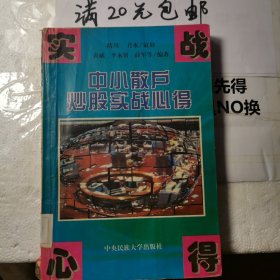 满20元包邮
实 战
中小散户
炒股实战心得
先得
NO换
中央民族大学出版社
心 得